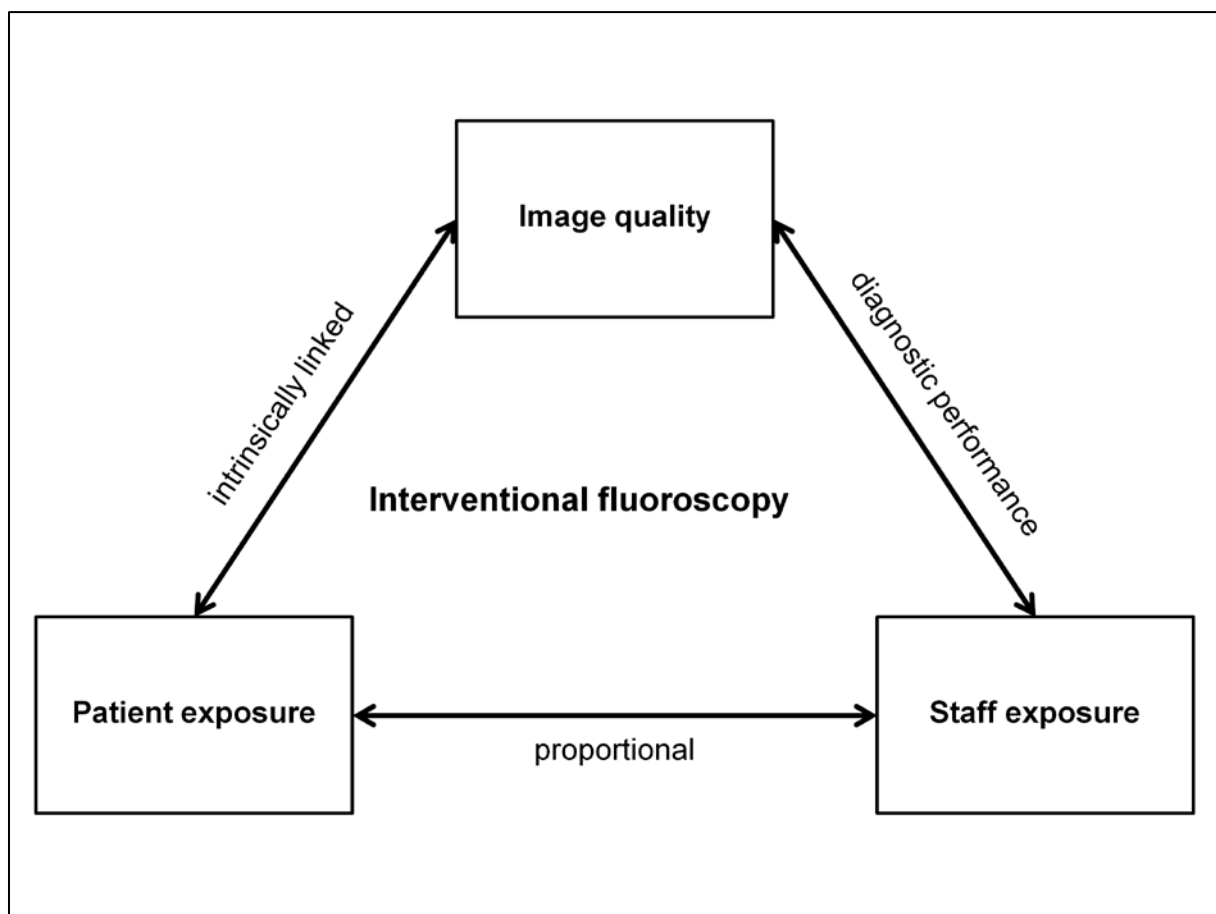 Image quality
intrinsically linked
diagnostic performance
Interventional fluoroscopy
Patient exposure
proportional
Staff exposure